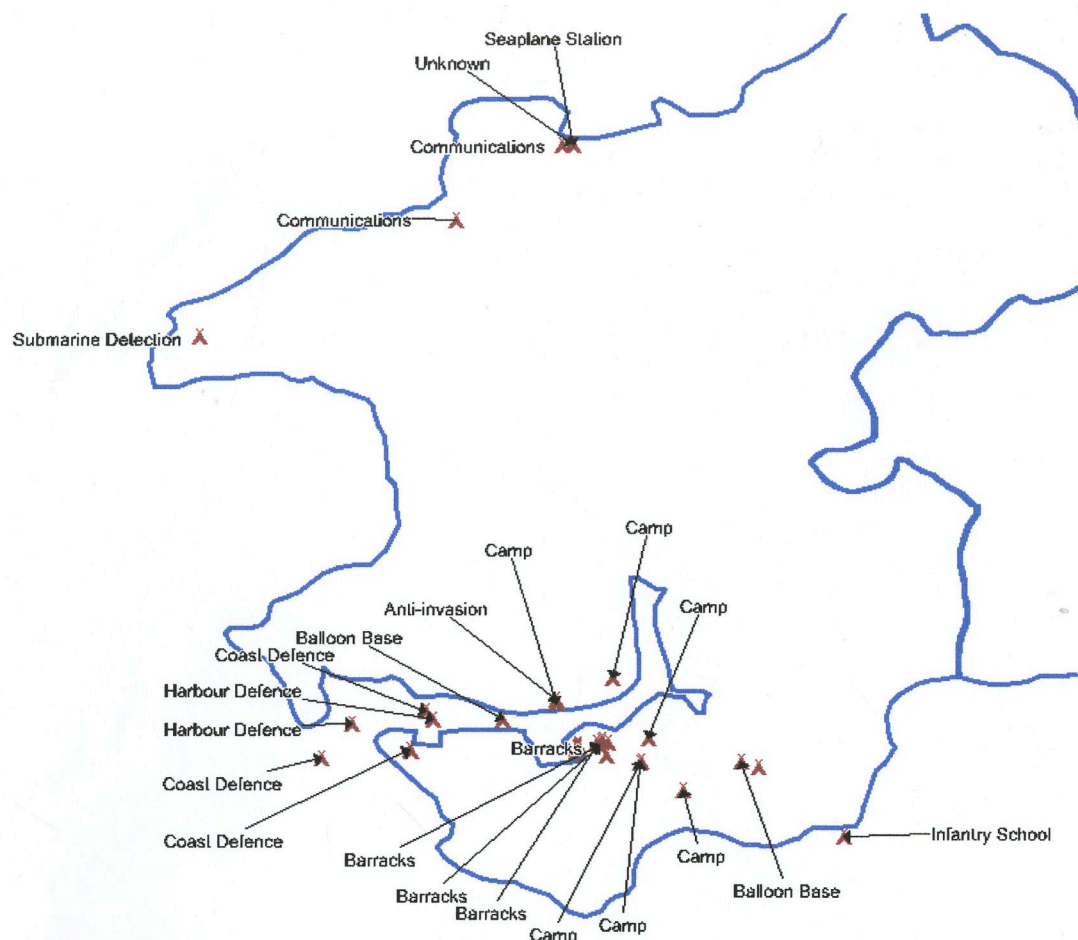 Seaplane Station
Unknown
Communications
Communications
Submarine Detection
Camp
Camp
Anti-invasion
Camp
Balloon Base
Coast Defence
Harbour Defence
Harbour Defence
Barracks
Coast Defence
Coast Defence
Infantry School
Barracks
Camp
Barracks
Balloon Base
Barracks
Camp
Camp